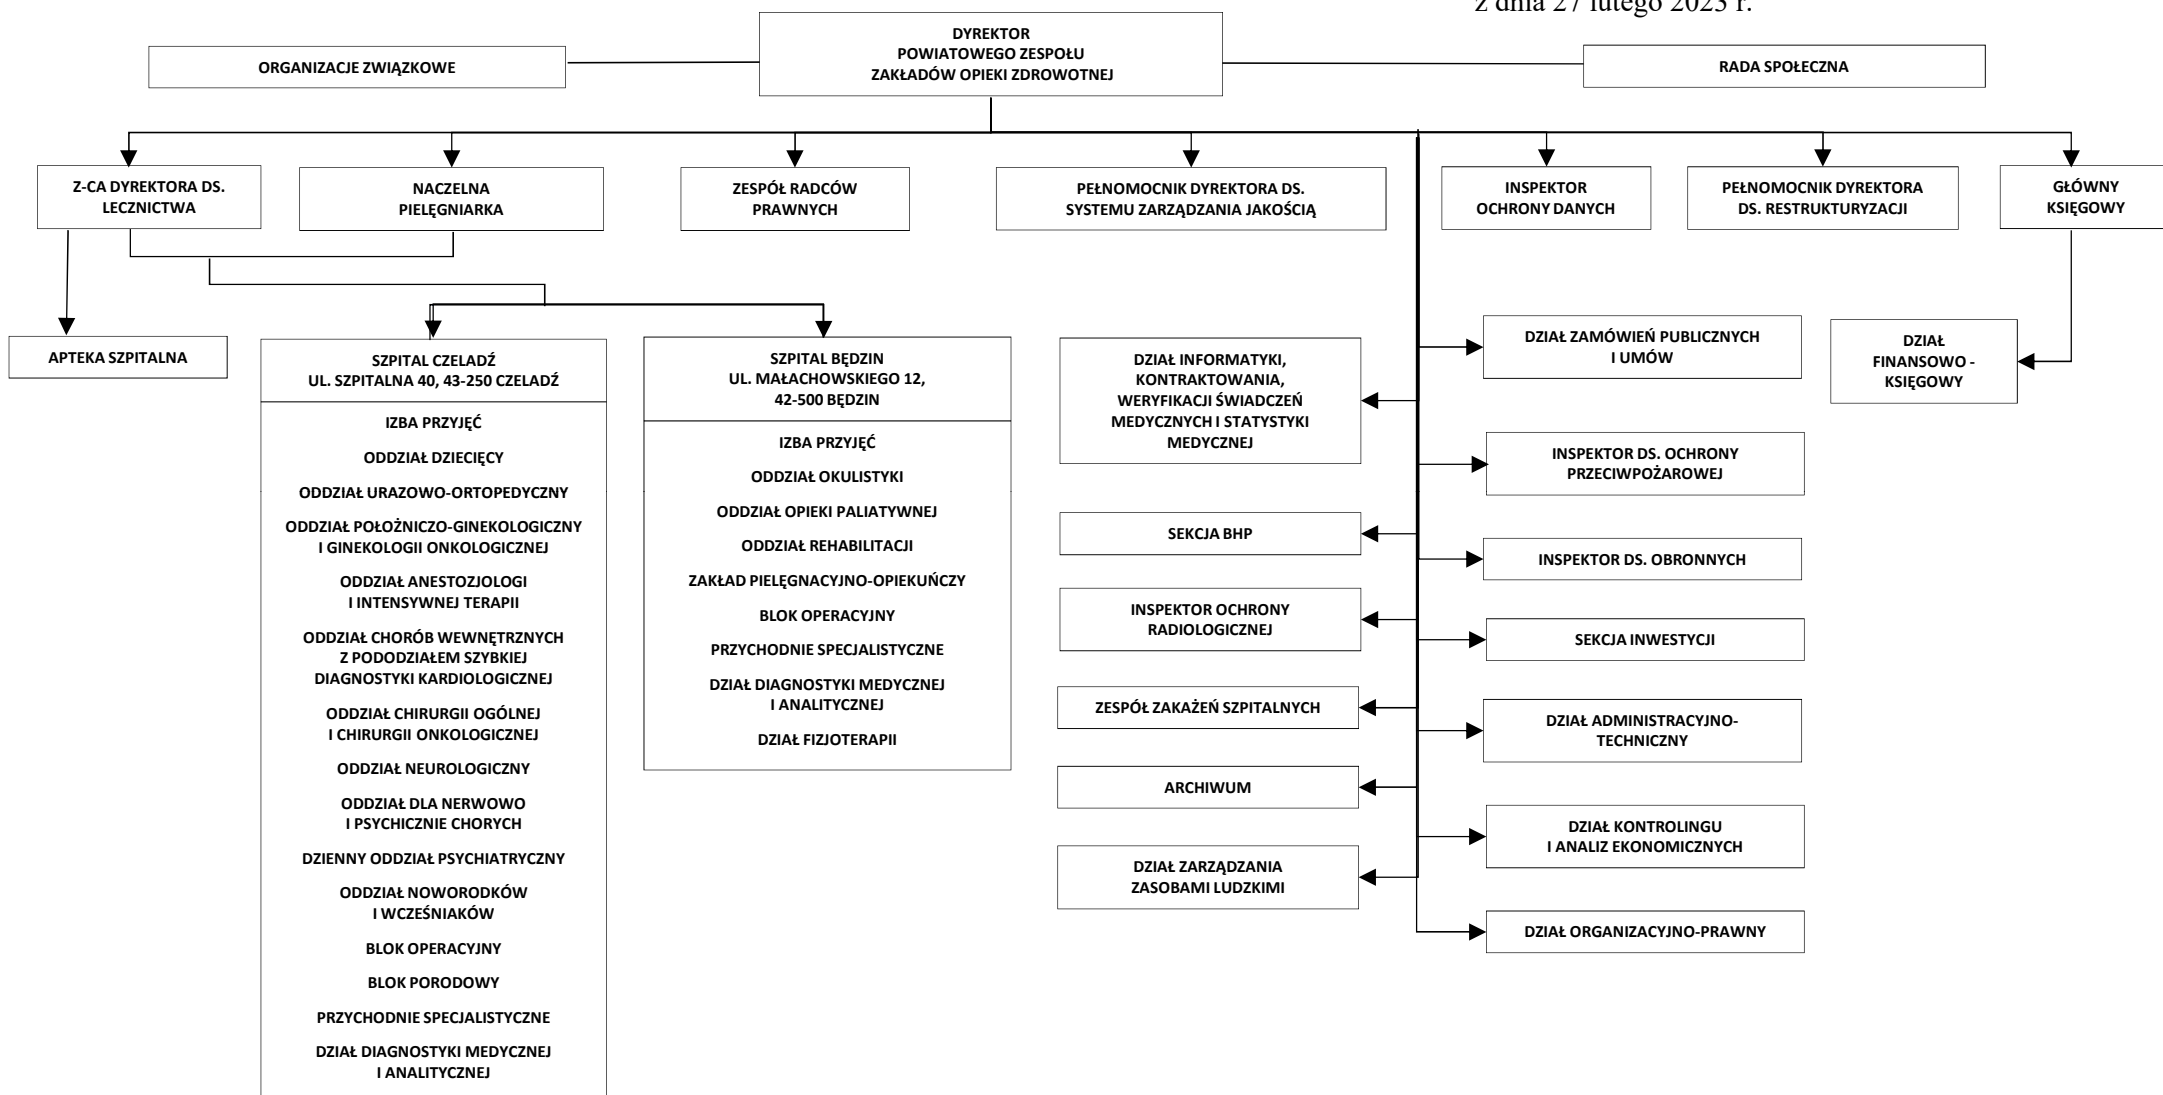 z dnia 27 lutego 2023 r.
DYREKTOR
POWIATOWEGO ZESPOŁU
ZAKŁADÓW OPIEKI ZDROWOTNEJ
ORGANIZACJE ZWIĄZKOWE
RADA SPOŁECZNA
Z-CA DYREKTORA DS.
LECZNICTWA
NACZELNA
PIELĘGNIARKA
ZESPÓŁ RADCÓW
PRAWNYCH
PEŁNOMOCNIK DYREKTORA DS.
SYSTEMU ZARZĄDZANIA JAKOŚCIĄ
INSPEKTOR
OCHRONY DANYCH
PEŁNOMOCNIK DYREKTORA
DS. RESTRUKTURYZACJI
GŁÓWNY
KSIĘGOWY
APTEKA SZPITALNA
SZPITAL CZELADŹ
UL. SZPITALNA 40, 43-250 CZELADŹ
IZBA PRZYJĘĆ
ODDZIAŁ DZIECIĘCY
ODDZIAŁ URAZOWO-ORTOPEDYCZNY
ODDZIAŁ POŁOŻNICZO-GINEKOLOGICZNY
I GINEKOLOGII ONKOLOGICZNEJ
ODDZIAŁ ANESTOZJOLOGI
I INTENSYWNEJ TERAPII
ODDZIAŁ CHORÓB WEWNĘTRZNYCH
Z PODODZIAŁEM SZYBKIEJ
DIAGNOSTYKI KARDIOLOGICZNEJ
ODDZIAŁ CHIRURGII OGÓLNEJ
I CHIRURGII ONKOLOGICZNEJ
ODDZIAŁ NEUROLOGICZNY
ODDZIAŁ DLA NERWOWO
I PSYCHICZNIE CHORYCH
DZIENNY ODDZIAŁ PSYCHIATRYCZNY
ODDZIAŁ NOWORODKÓW
I WCZEŚNIAKÓW
BLOK OPERACYJNY
BLOK PORODOWY
PRZYCHODNIE SPECJALISTYCZNE
DZIAŁ DIAGNOSTYKI MEDYCZNEJ
I ANALITYCZNEJ
SZPITAL BĘDZIN
UL. MAŁACHOWSKIEGO 12,
42-500 BĘDZIN
IZBA PRZYJĘĆ
ODDZIAŁ OKULISTYKI
ODDZIAŁ OPIEKI PALIATYWNEJ
ODDZIAŁ REHABILITACJI
ZAKŁAD PIELĘGNACYJNO-OPIEKUŃCZY
BLOK OPERACYJNY
PRZYCHODNIE SPECJALISTYCZNE
DZIAŁ DIAGNOSTYKI MEDYCZNEJ
I ANALITYCZNEJ
DZIAŁ FIZJOTERAPII
DZIAŁ INFORMATYKI,
KONTRAKTOWANIA,
WERYFIKACJI ŚWIADCZEŃ
MEDYCZNYCH I STATYSTYKI
MEDYCZNEJ
SEKCJA BHP
INSPEKTOR OCHRONY
RADIOLOGICZNEJ
ZESPÓŁ ZAKAŻEŃ SZPITALNYCH
ARCHIWUM
DZIAŁ ZARZĄDZANIA
ZASOBAMI LUDZKIMI
DZIAŁ ZAMÓWIEŃ PUBLICZNYCH
I UMÓW
INSPEKTOR DS. OCHRONY
PRZECIWPOŻAROWEJ
INSPEKTOR DS. OBRONNYCH
SEKCJA INWESTYCJI
DZIAŁ ADMINISTRACYJNO-
TECHNICZNY
DZIAŁ KONTROLINGU
I ANALIZ EKONOMICZNYCH
DZIAŁ ORGANIZACYJNO-PRAWNY
DZIAŁ
FINANSOWO -
KSIĘGOWY